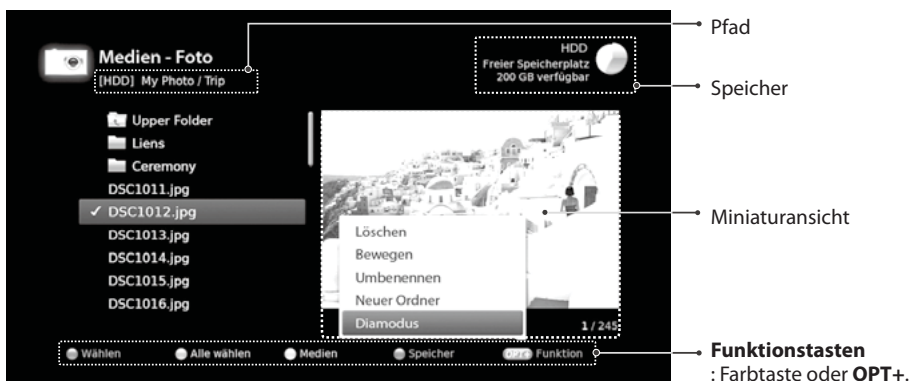 Medien - Foto
[HDD] My Photo / Trip
HDD
Freier Speicherplatz
200 GB verfügbar
Upper Folder
Liens
Ceremony
DSC1011.jpg
✓ DSC1012.jpg
DSC1013.jpg
DSC1014.jpg
DSC1015.jpg
DSC1016.jpg
Löschen
Bewegen
Umbenennen
Neuer Ordner
Diamodus
1 / 245
Wählen Alle wählen Medien Speicher OPT+ Funktion
Pfad
Speicher
Miniaturansicht
Funktionstasten
: Farbtaste oder OPT+.